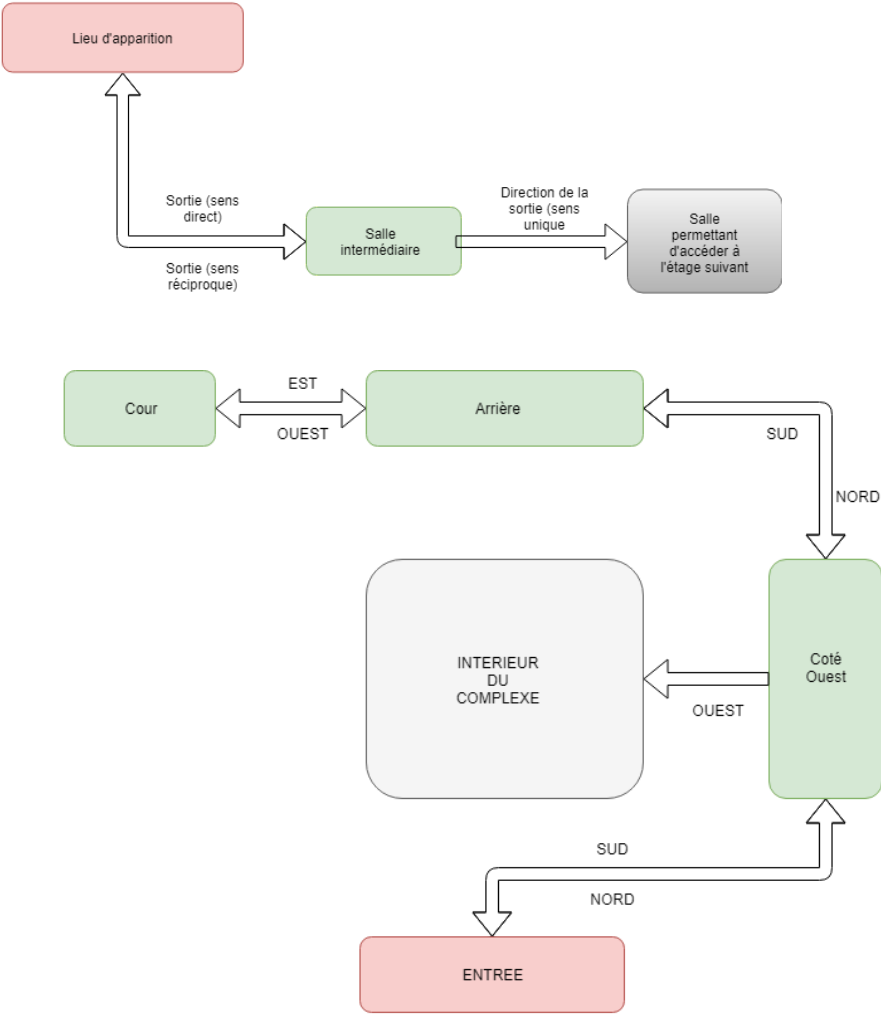 Lieu d'apparition
Sortie (sens
direct)
Sortie (sens
réciproque)
Salle
intermédiaire
Direction de la
sortie (sens
unique
Salle
permettant
d'accéder à
l'étage suivant
Cour
EST
OUEST
Arrière
SUD
NORD
INTERIEUR
DU
COMPLEXE
OUEST
Coté
Ouest
SUD
NORD
ENTREE